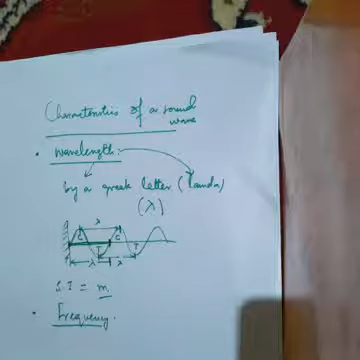 Characteristics of a sound
wave
• Wavelength:
by a greek letter (Lamda)
(λ)
λ
C C
T T
λ λ
S.I = m
• Frequency.